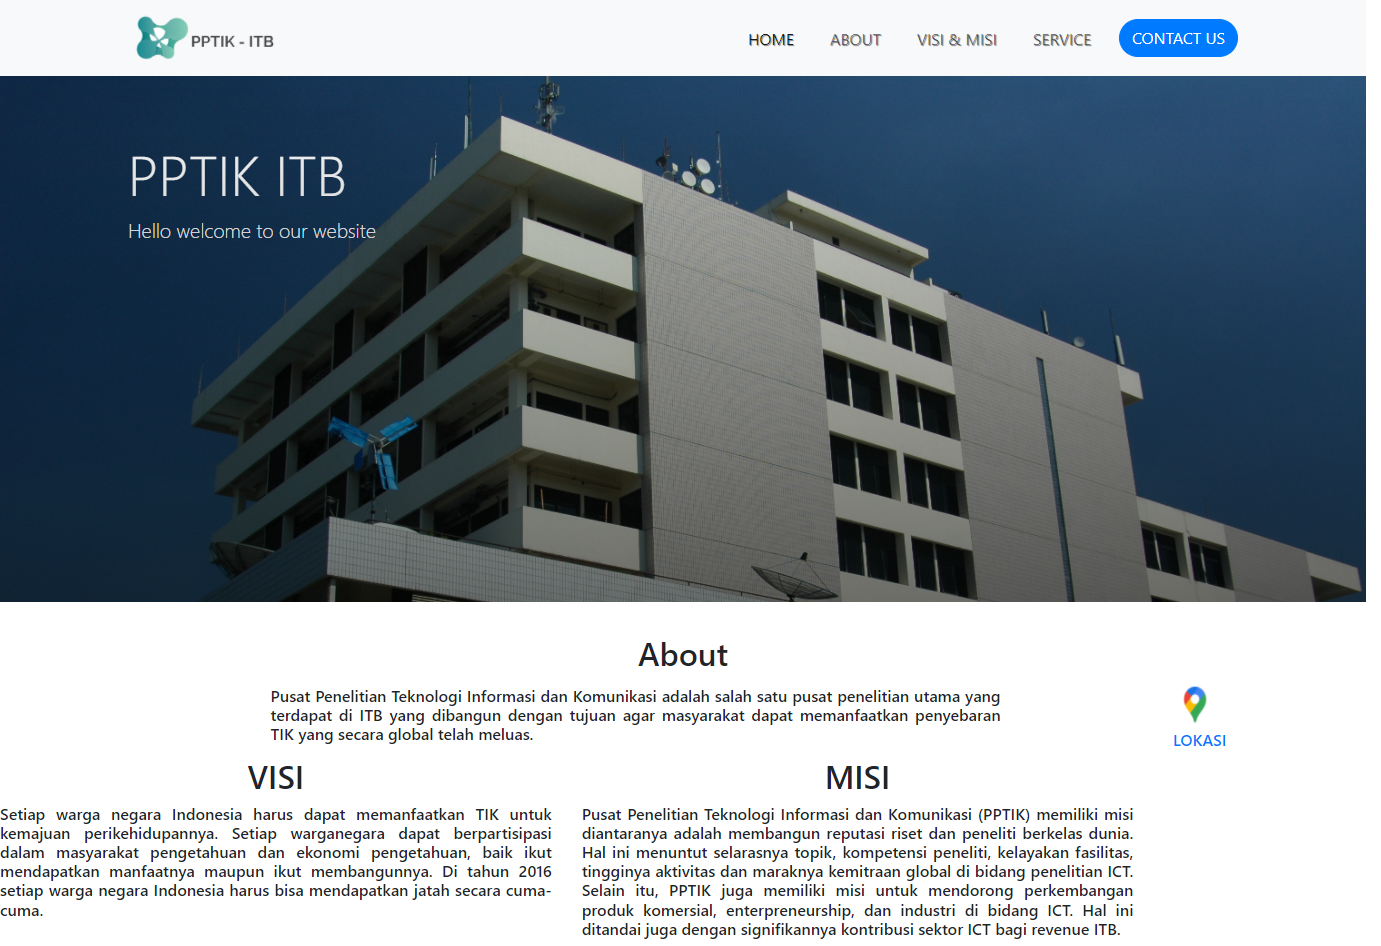 PPTIK - ITB
HOME ABOUT VISI & MISI SERVICE CONTACT US
PPTIK ITB
Hello welcome to our website
About
Pusat Penelitian Teknologi Informasi dan Komunikasi adalah salah satu pusat penelitian utama yang
terdapat di ITB yang dibangun dengan tujuan agar masyarakat dapat memanfaatkan penyebaran
TIK yang secara global telah meluas.
LOKASI
VISI
Setiap warga negara Indonesia harus dapat memanfaatkan TIK untuk
kemajuan perikehidupannya. Setiap warganegara dapat berpartisipasi
dalam masyarakat pengetahuan dan ekonomi pengetahuan, baik ikut
mendapatkan manfaatnya maupun ikut membangunnya. Di tahun 2016
setiap warga negara Indonesia harus bisa mendapatkan jatah secara cuma-
cuma.
MISI
Pusat Penelitian Teknologi Informasi dan Komunikasi (PPTIK) memiliki misi
diantaranya adalah membangun reputasi riset dan peneliti berkelas dunia.
Hal ini menuntut selarasnya topik, kompetensi peneliti, kelayakan fasilitas,
tingginya aktivitas dan maraknya kemitraan global di bidang penelitian ICT.
Selain itu, PPTIK juga memiliki misi untuk mendorong perkembangan
produk komersial, enterpreneurship, dan industri di bidang ICT. Hal ini
ditandai juga dengan signifikannya kontribusi sektor ICT bagi revenue ITB.